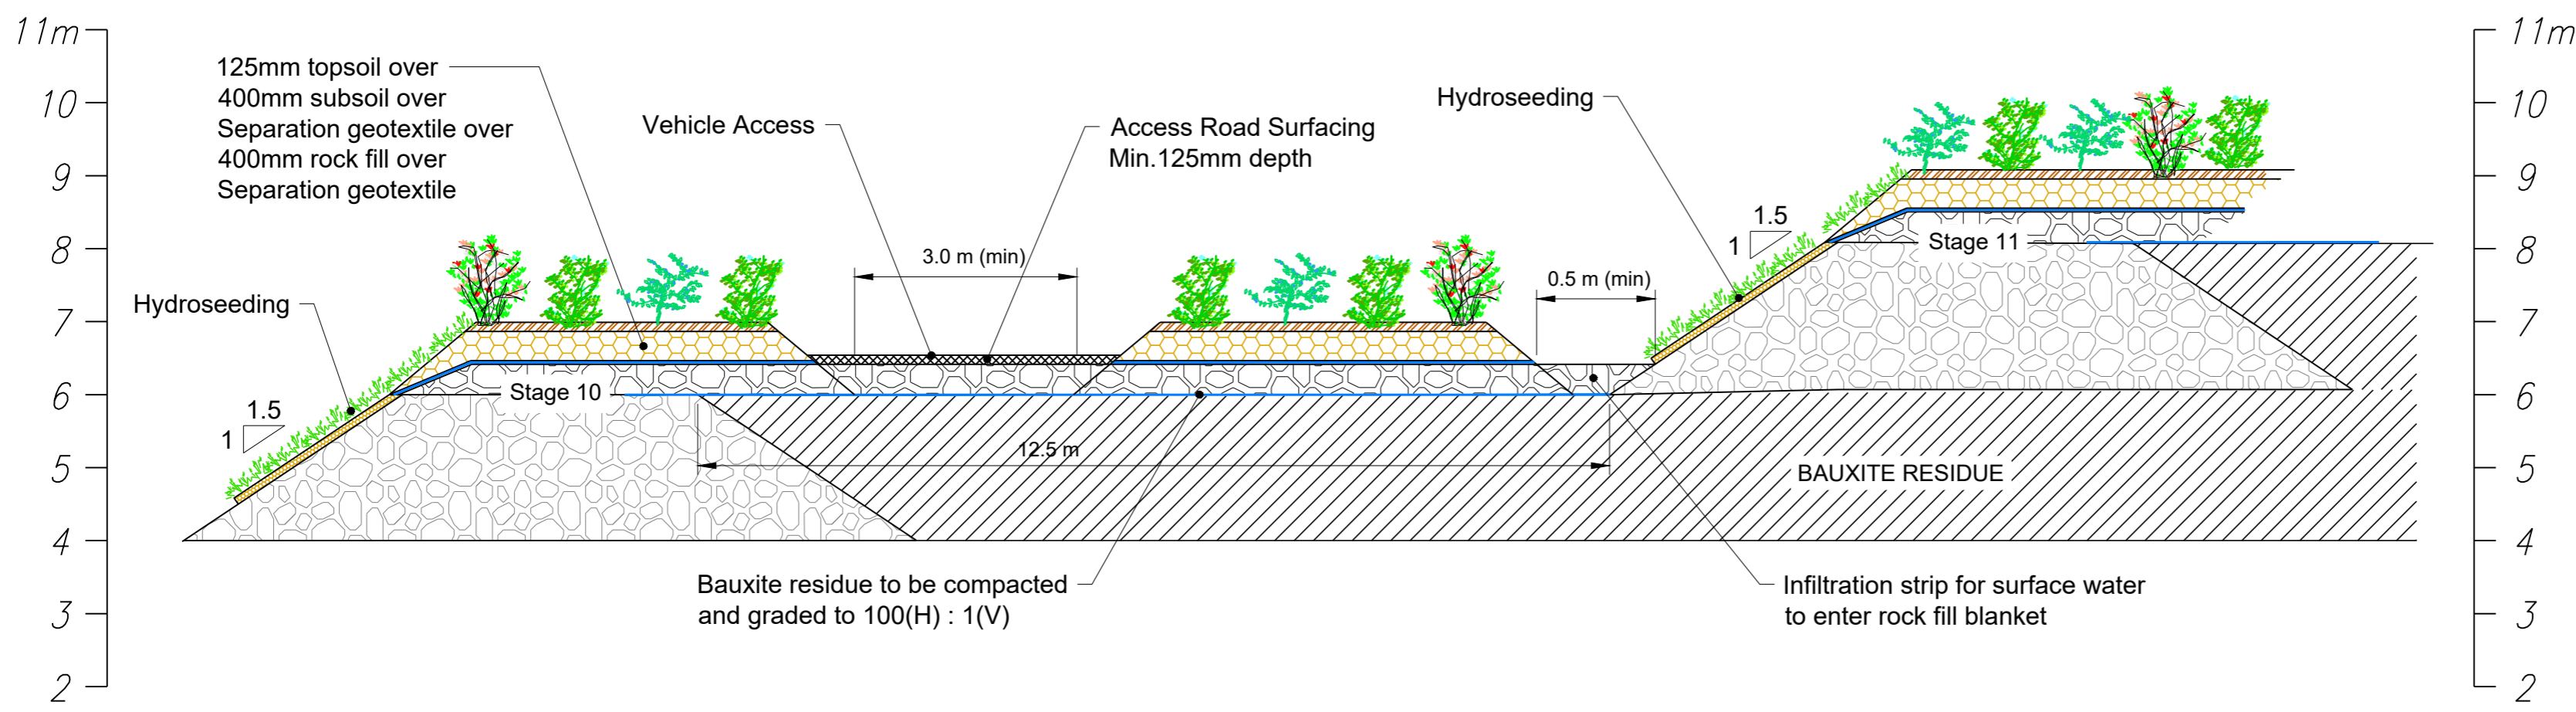 11m
10
9
8
7
6
5
4
3
2
125mm topsoil over
400mm subsoil over
Separation geotextile over
400mm rock fill over
Separation geotextile
Vehicle Access
Access Road Surfacing
Min.125mm depth
Hydroseeding
Hydroseeding
3.0 m (min)
0.5 m (min)
1.5
1
1.5
1
Stage 10
Stage 11
12.5 m
BAUXITE RESIDUE
Bauxite residue to be compacted
and graded to 100(H) : 1(V)
Infiltration strip for surface water
to enter rock fill blanket
11m
10
9
8
7
6
5
4
3
2